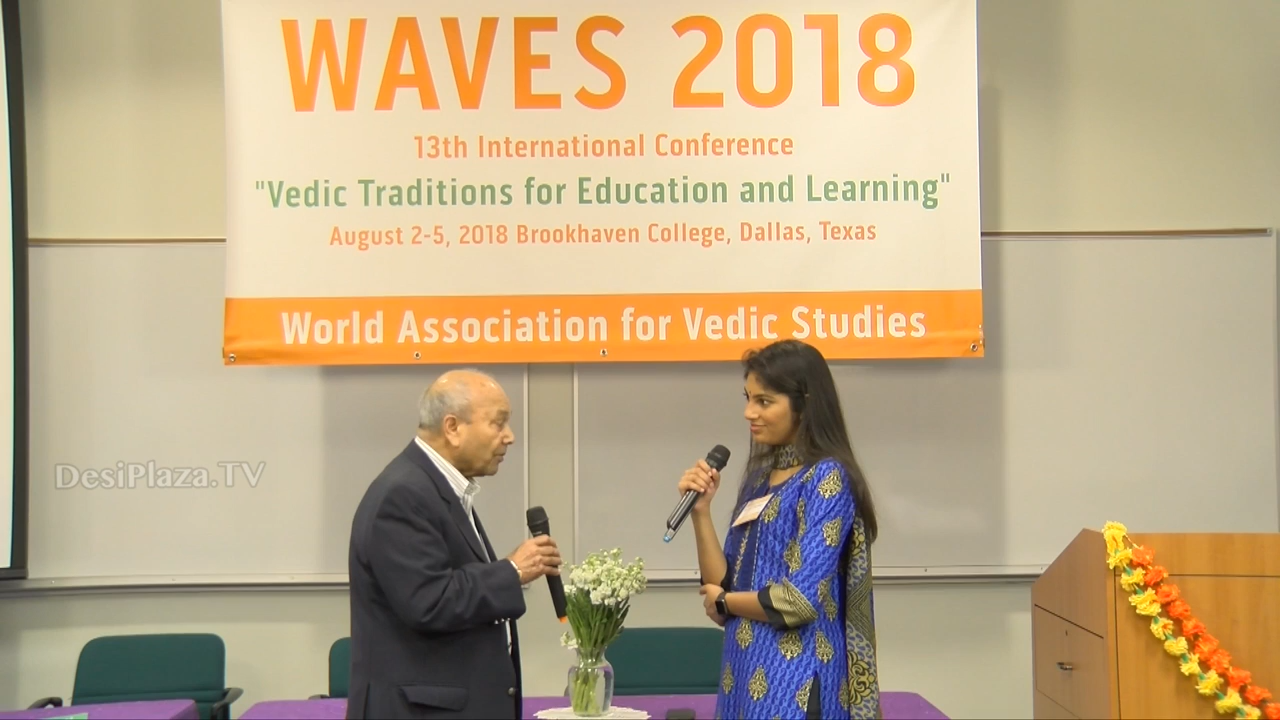 WAVES 2018
13th International Conference
"Vedic Traditions for Education and Learning"
August 2-5, 2018 Brookhaven College, Dallas, Texas
World Association for Vedic Studies
DesiPlaza.TV